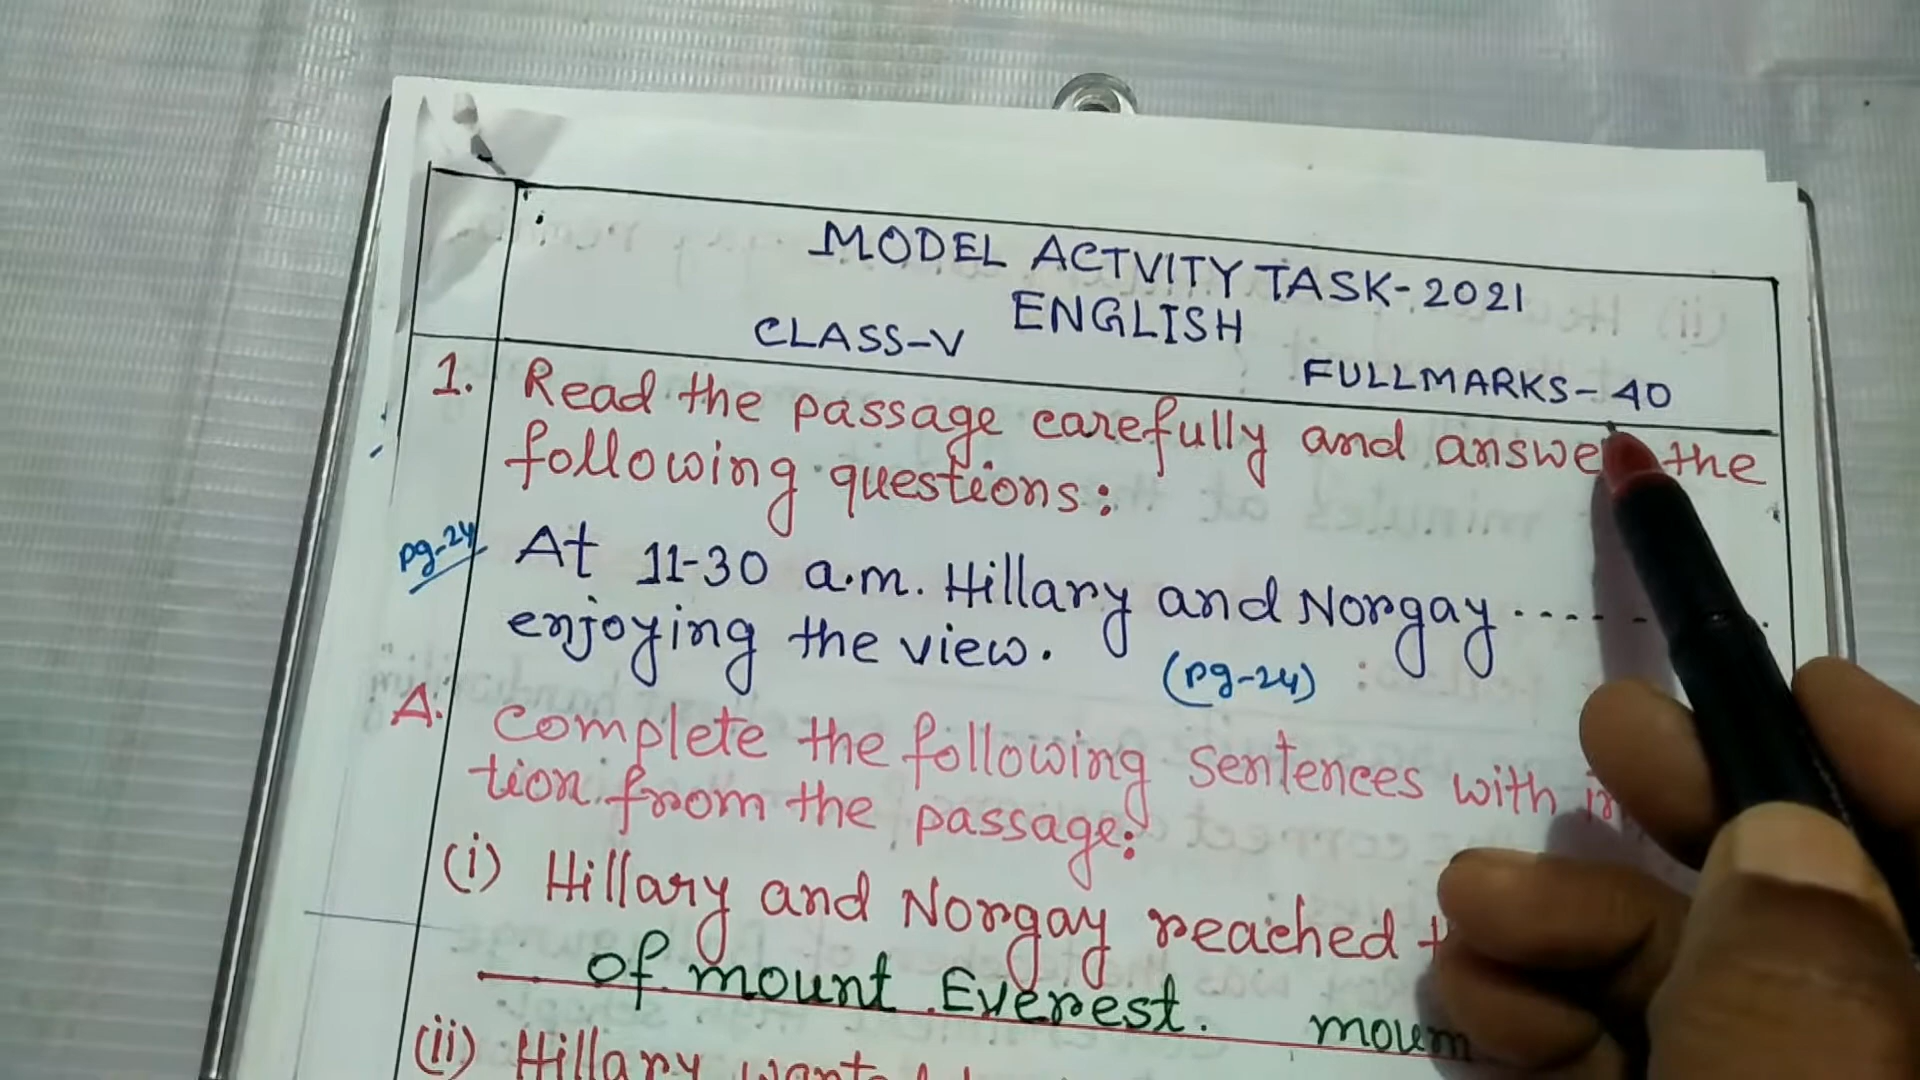 MODEL ACTVITY TASK-2021
ENGLISH
CLASS-V
FULLMARKS-40
1. Read the passage carefully and answer the
following questions:
pg-24 At 11-30 a.m. Hillary and Norgay
enjoying the view.
(pg-24)
A. Complete the following sentences with
tion from the passage:
(i) Hillary and Norgay reached
of mount Everest.
(ii) Hillary